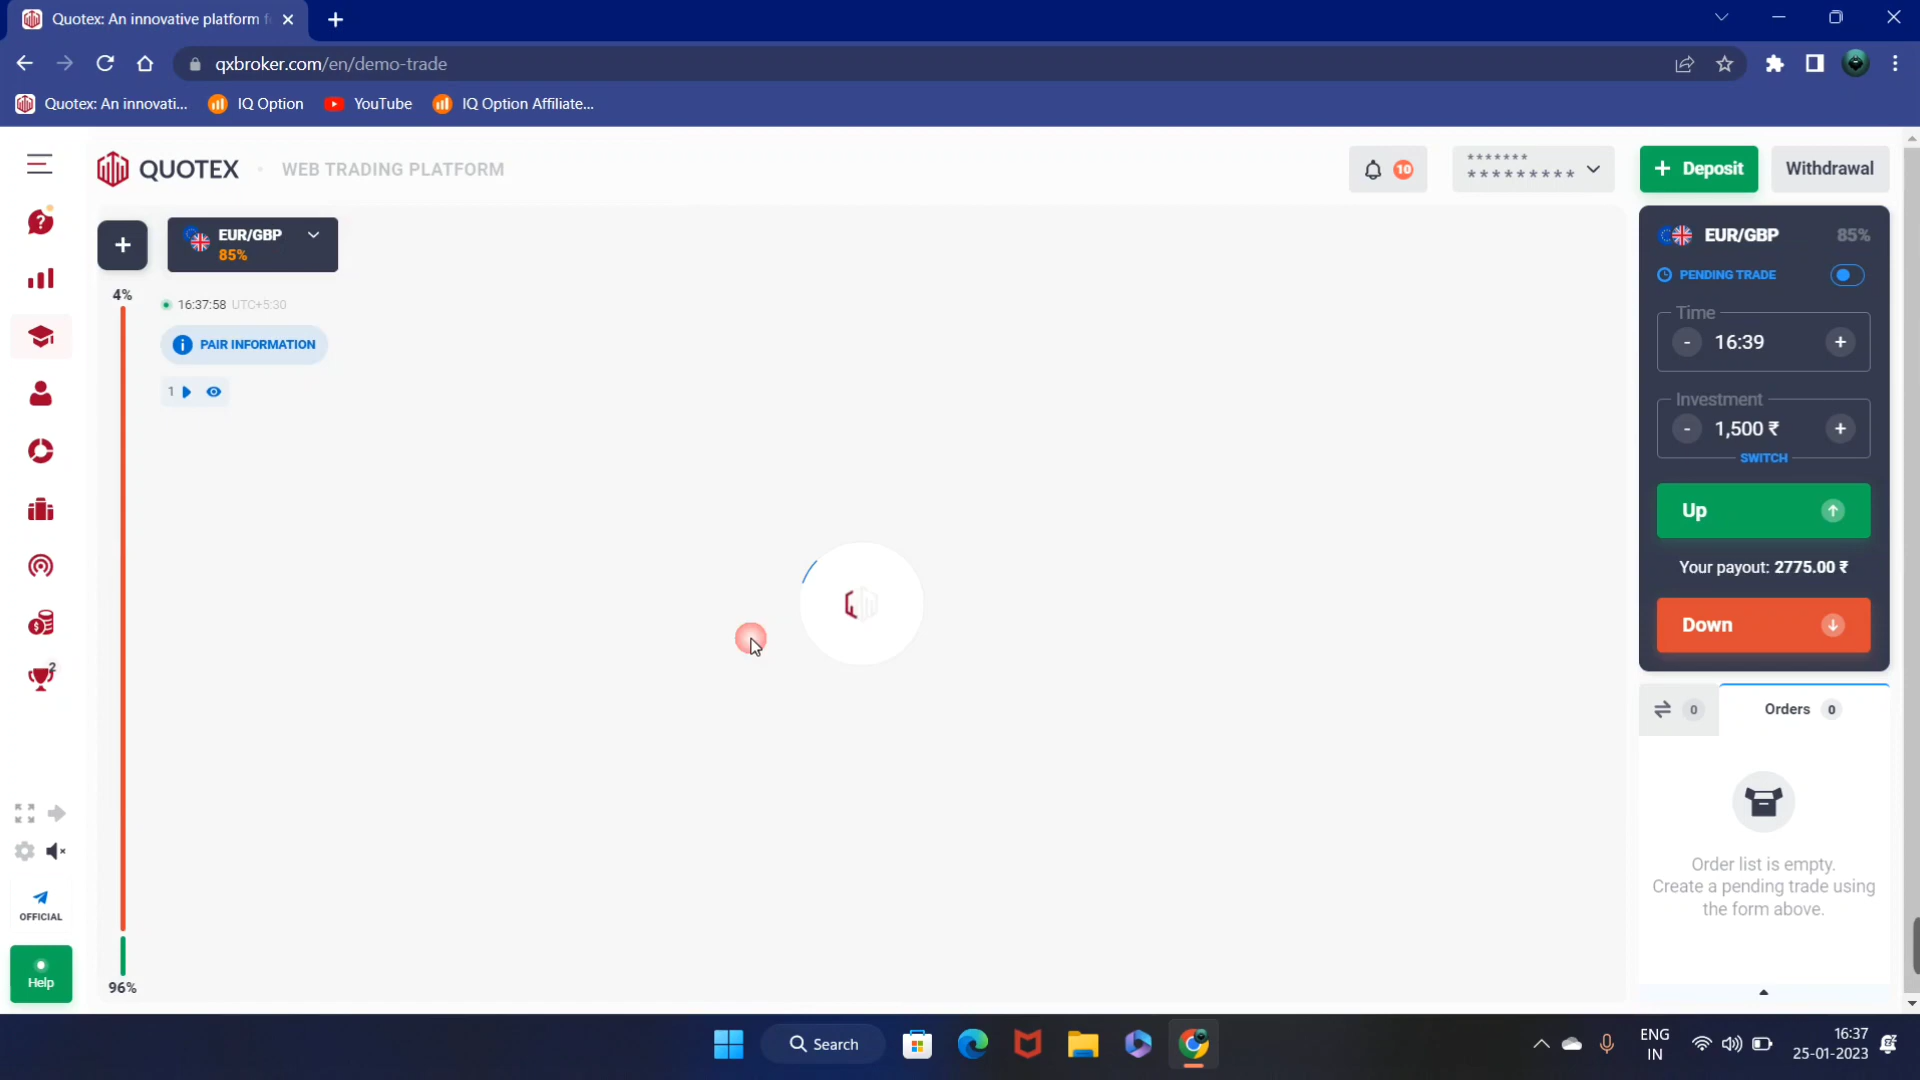 Quotex: An innovative platform f
qxbroker.com/en/demo-trade
Quotex: An innovati...
IQ Option
YouTube
IQ Option Affiliate...
QUOTEX
WEB TRADING PLATFORM
10
*******
*********
+ Deposit
Withdrawal
+
EUR/GBP
85%
4%
16:37:58 UTC+5:30
i PAIR INFORMATION
1
96%
EUR/GBP 85%
PENDING TRADE
Time
- 16:39 +
Investment
- 1,500 ₹ +
SWITCH
Up
Your payout: 2775.00 ₹
Down
0
Orders 0
Order list is empty.
Create a pending trade using
the form above.
?
$
2
OFFICIAL
Help
Search
ENG
IN
16:37
25-01-2023